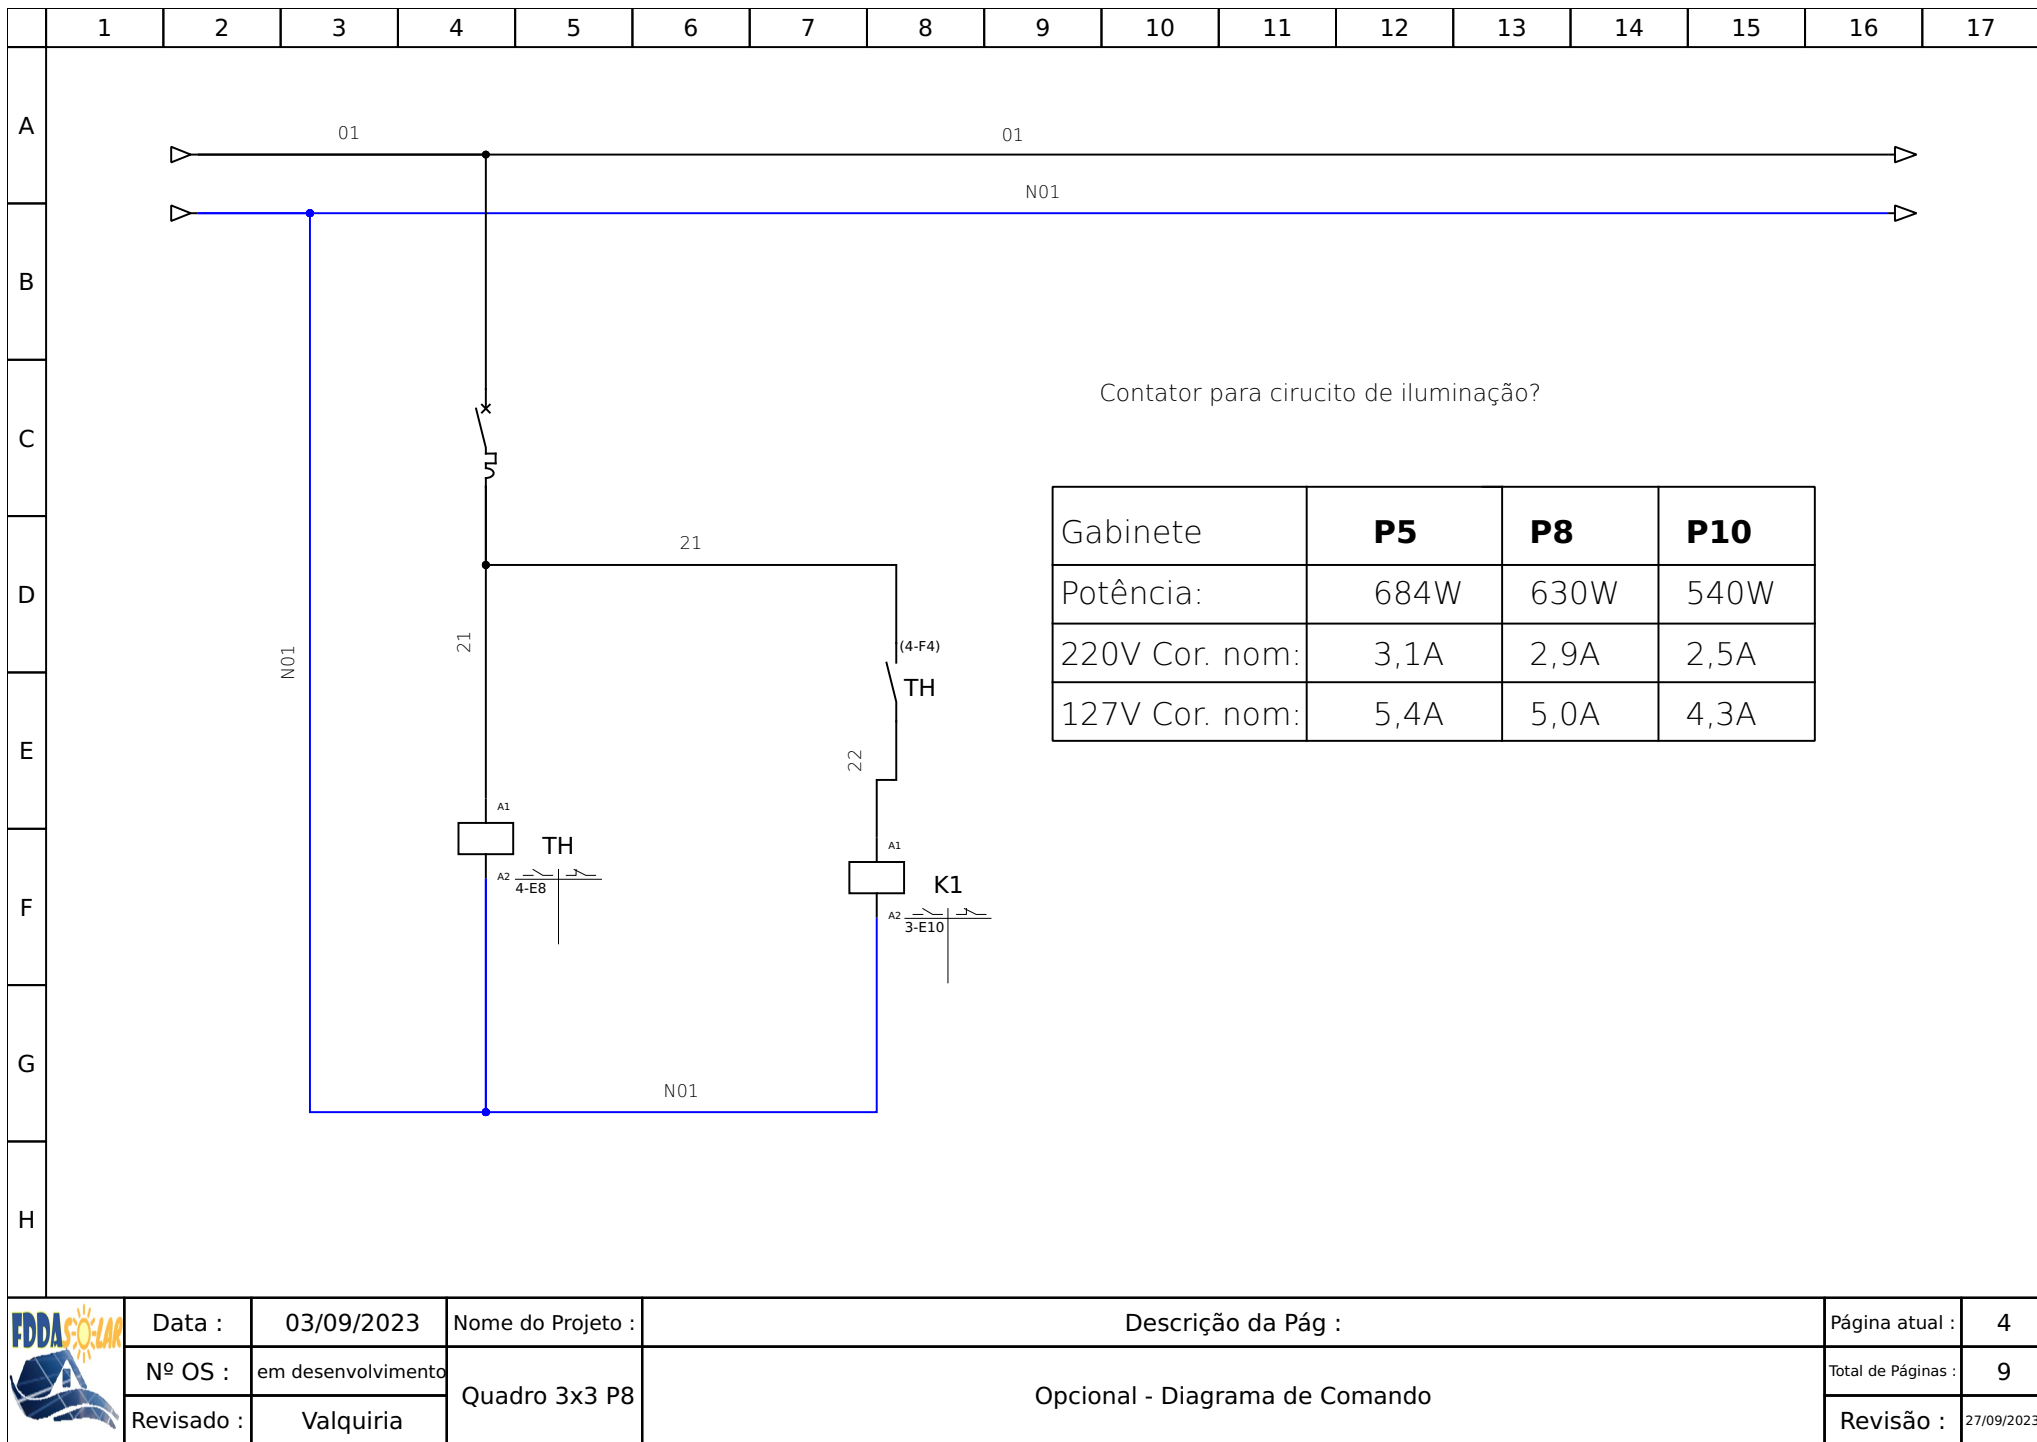 1 2 3 4 5 6 7 8 9 10 11 12 13 14 15 16 17
A
01 01
N01
B
Contator para cirucito de iluminação?
C
Gabinete P5 P8 P10
21
D
Potência: 684W 630W 540W
21
N01
(4-F4)
220V Cor. nom: 3,1A 2,9A 2,5A
TH
127V Cor. nom: 5,4A 5,0A 4,3A
E
22
A1
TH
A1
A2
4-E8
K1
F
A2
3-E10
G
N01
H
FDDA SOLAR
Data : 03/09/2023 Nome do Projeto : Descrição da Pág : Página atual : 4
Nº OS : em desenvolvimento Quadro 3x3 P8 Opcional - Diagrama de Comando Total de Páginas : 9
Revisado : Valquiria Revisão : 27/09/2023